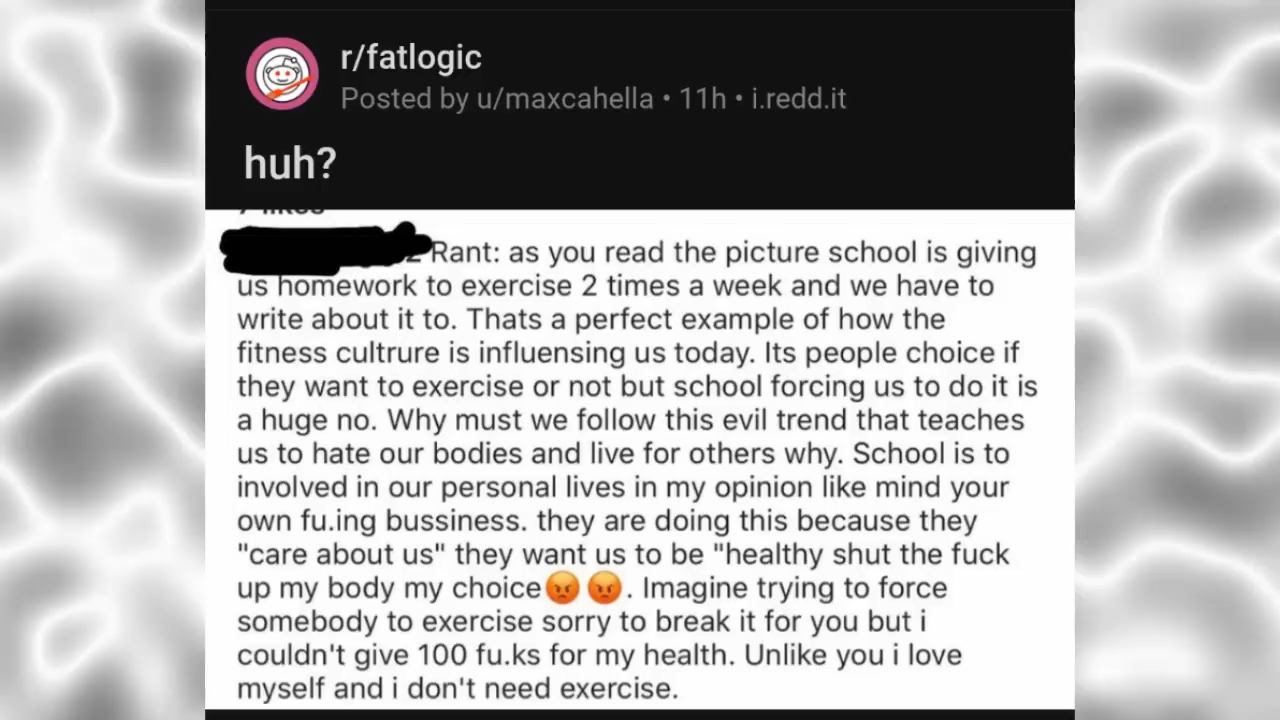 r/fatlogic
Posted by u/maxcahella • 11h • i.redd.it
huh?
Rant: as you read the picture school is giving
us homework to exercise 2 times a week and we have to
write about it to. Thats a perfect example of how the
fitness cultrure is influensing us today. Its people choice if
they want to exercise or not but school forcing us to do it is
a huge no. Why must we follow this evil trend that teaches
us to hate our bodies and live for others why. School is to
involved in our personal lives in my opinion like mind your
own fu.ing bussiness. they are doing this because they
"care about us" they want us to be "healthy shut the fuck
up my body my choice😡😡. Imagine trying to force
somebody to exercise sorry to break it for you but i
couldn't give 100 fu.ks for my health. Unlike you i love
myself and i don't need exercise.